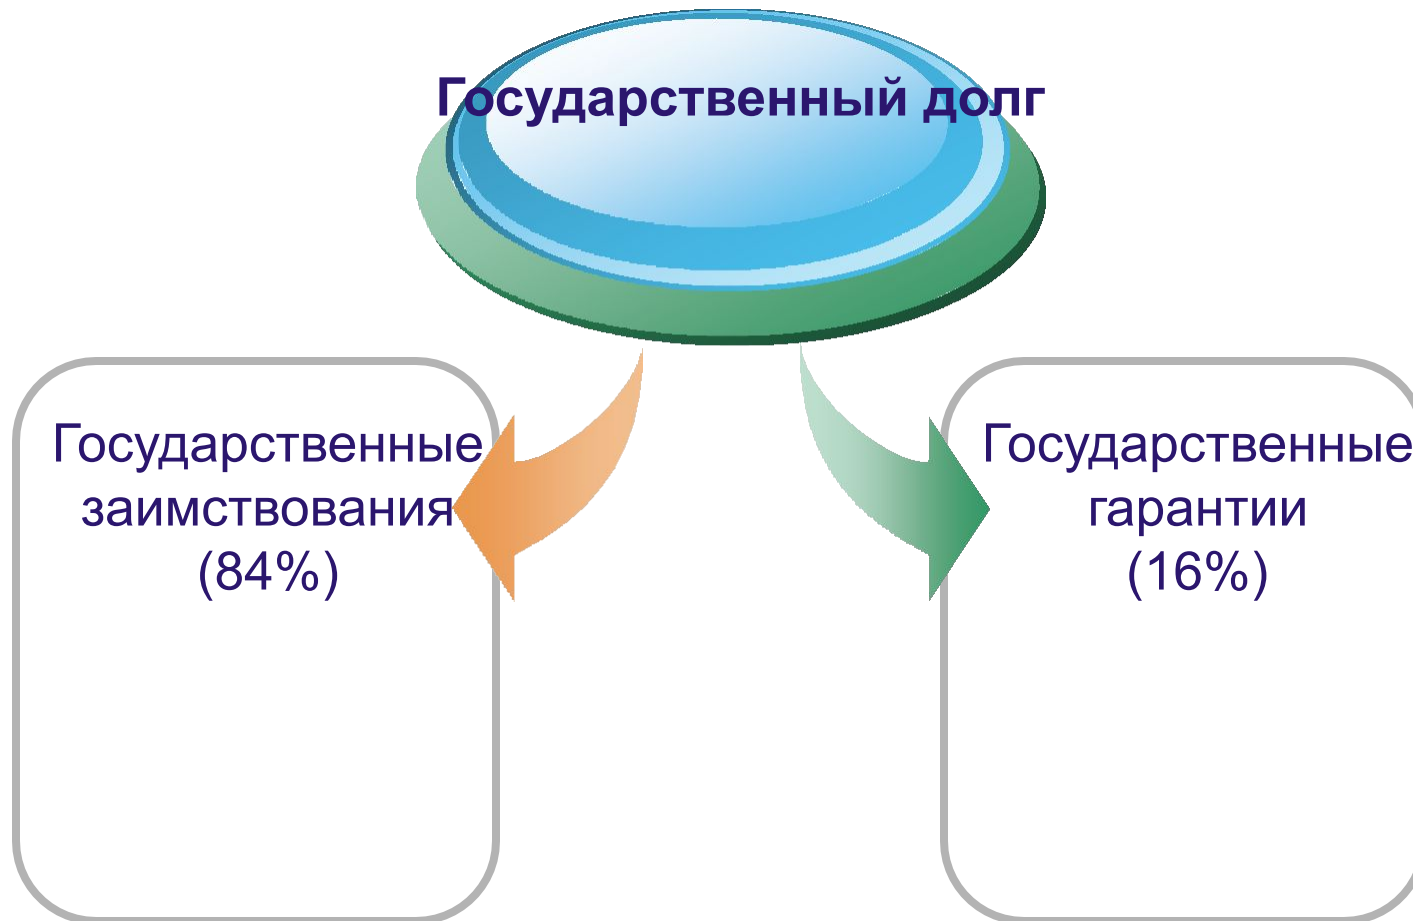 Государственный долг
Государственные
заимствования
(84%)
Государственные
гарантии
(16%)